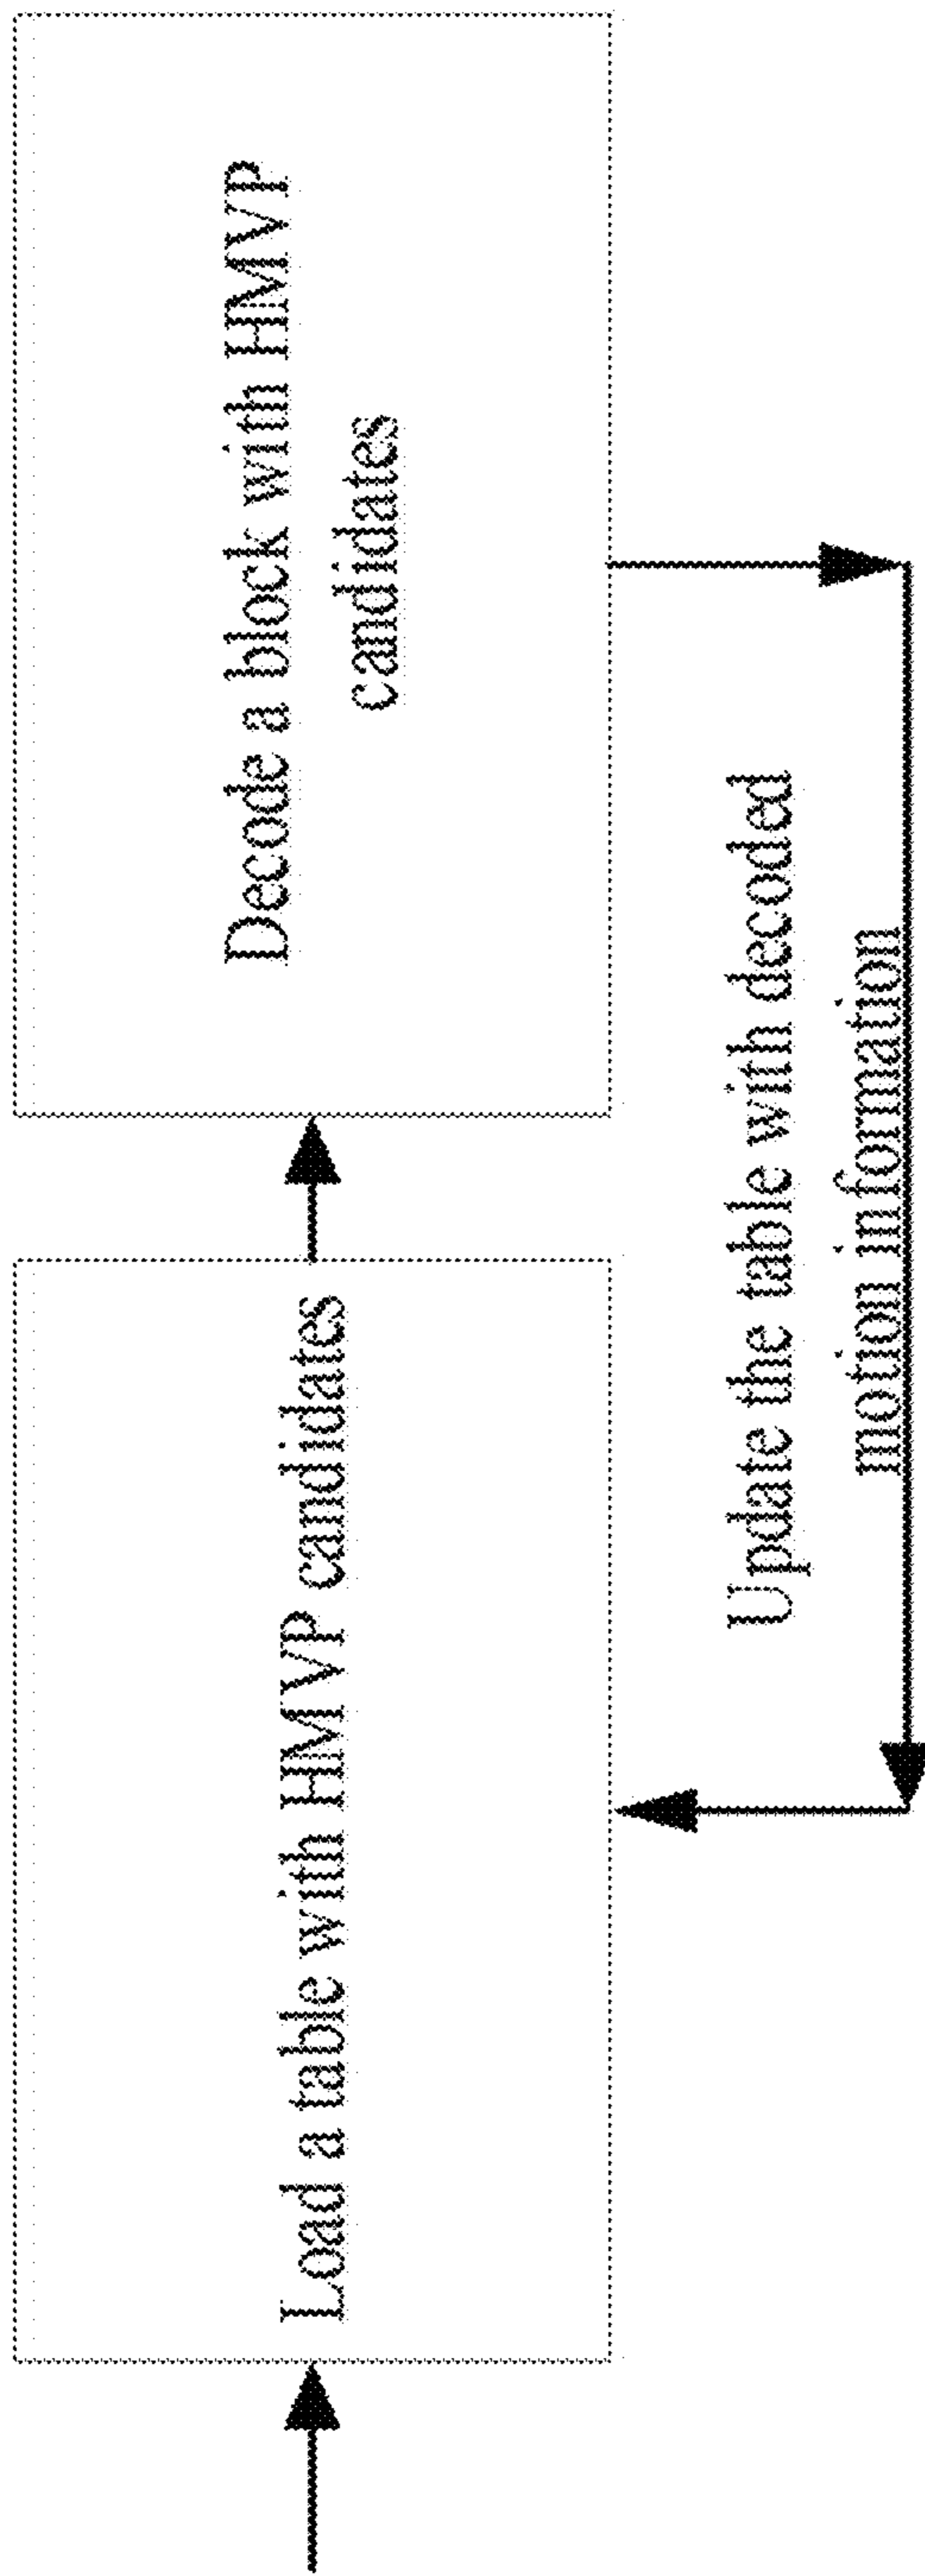 Load a table with HMVP candidates
Decode a block with HMVP
candidates
Update the table with decoded
motion information